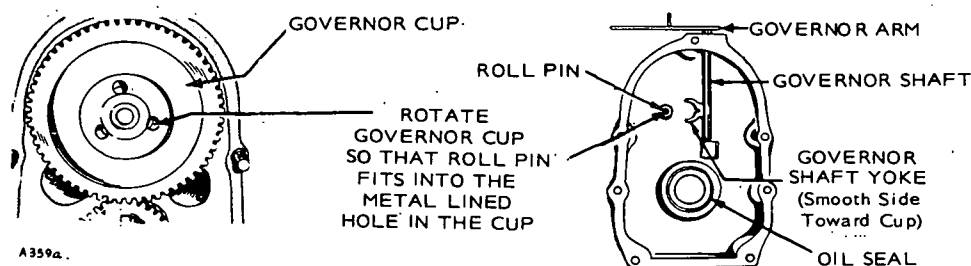 GOVERNOR CUP
ROTATE
GOVERNOR CUP
SO THAT ROLL PIN
FITS INTO THE
METAL LINED
HOLE IN THE CUP
A359a.
ROLL PIN
GOVERNOR ARM
GOVERNOR SHAFT
GOVERNOR
SHAFT YOKE
(Smooth Side
Toward Cup)
OIL SEAL